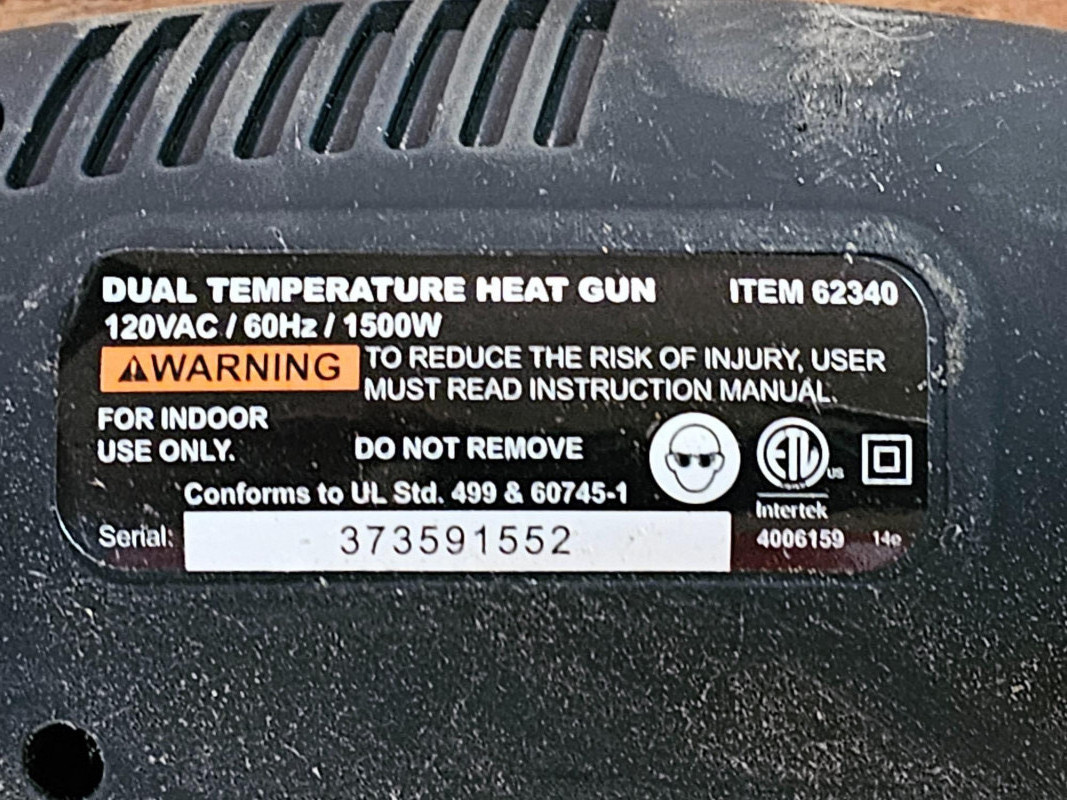 DUAL TEMPERATURE HEAT GUN ITEM 62340
120VAC / 60Hz / 1500W
WARNING TO REDUCE THE RISK OF INJURY, USER
MUST READ INSTRUCTION MANUAL.
FOR INDOOR
USE ONLY. DO NOT REMOVE
ETL US
Conforms to UL Std. 499 & 60745-1
Intertek
Serial: 373591552 4006159 14e